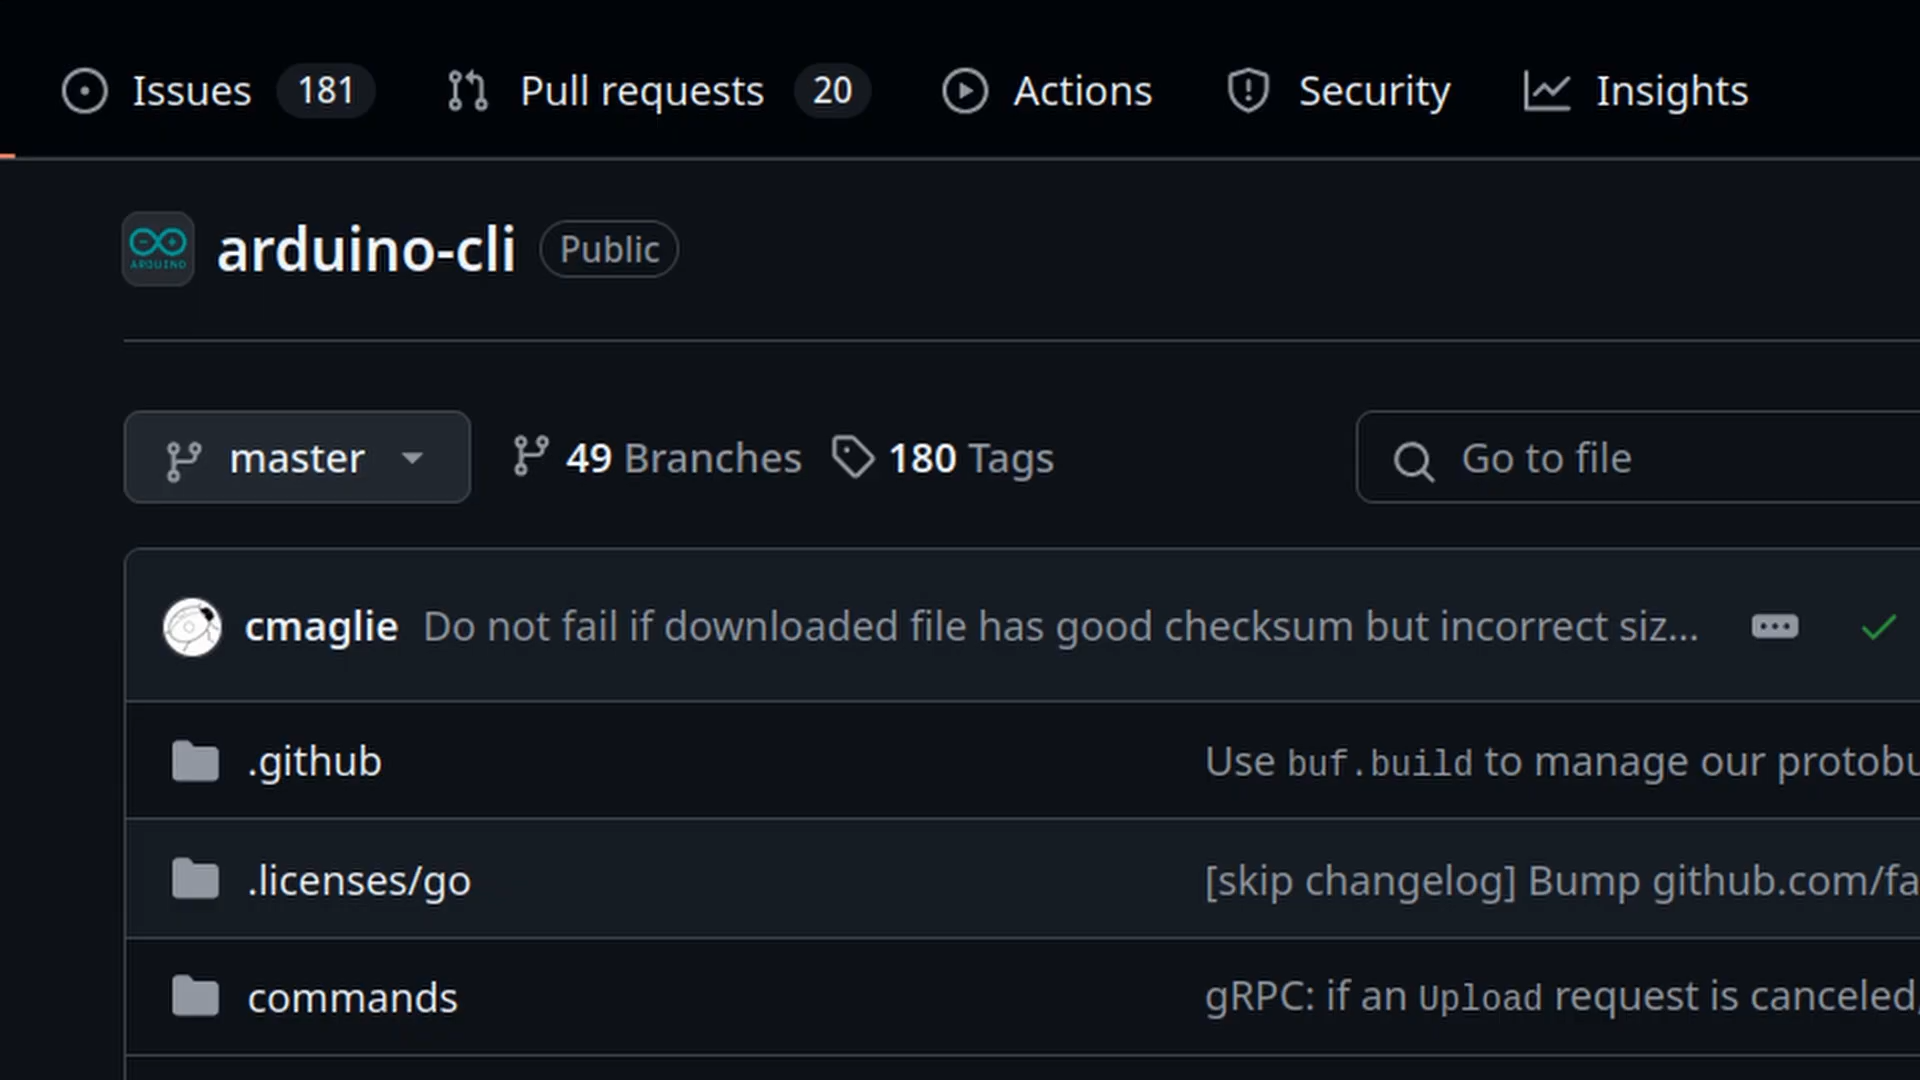 Issues 181 Pull requests 20 Actions Security Insights
ARDUINO arduino-cli Public
master 49 Branches 180 Tags Go to file
cmaglie Do not fail if downloaded file has good checksum but incorrect siz...
.github Use buf.build to manage our protobu
.licenses/go [skip changelog] Bump github.com/fa
commands gRPC: if an Upload request is canceled,